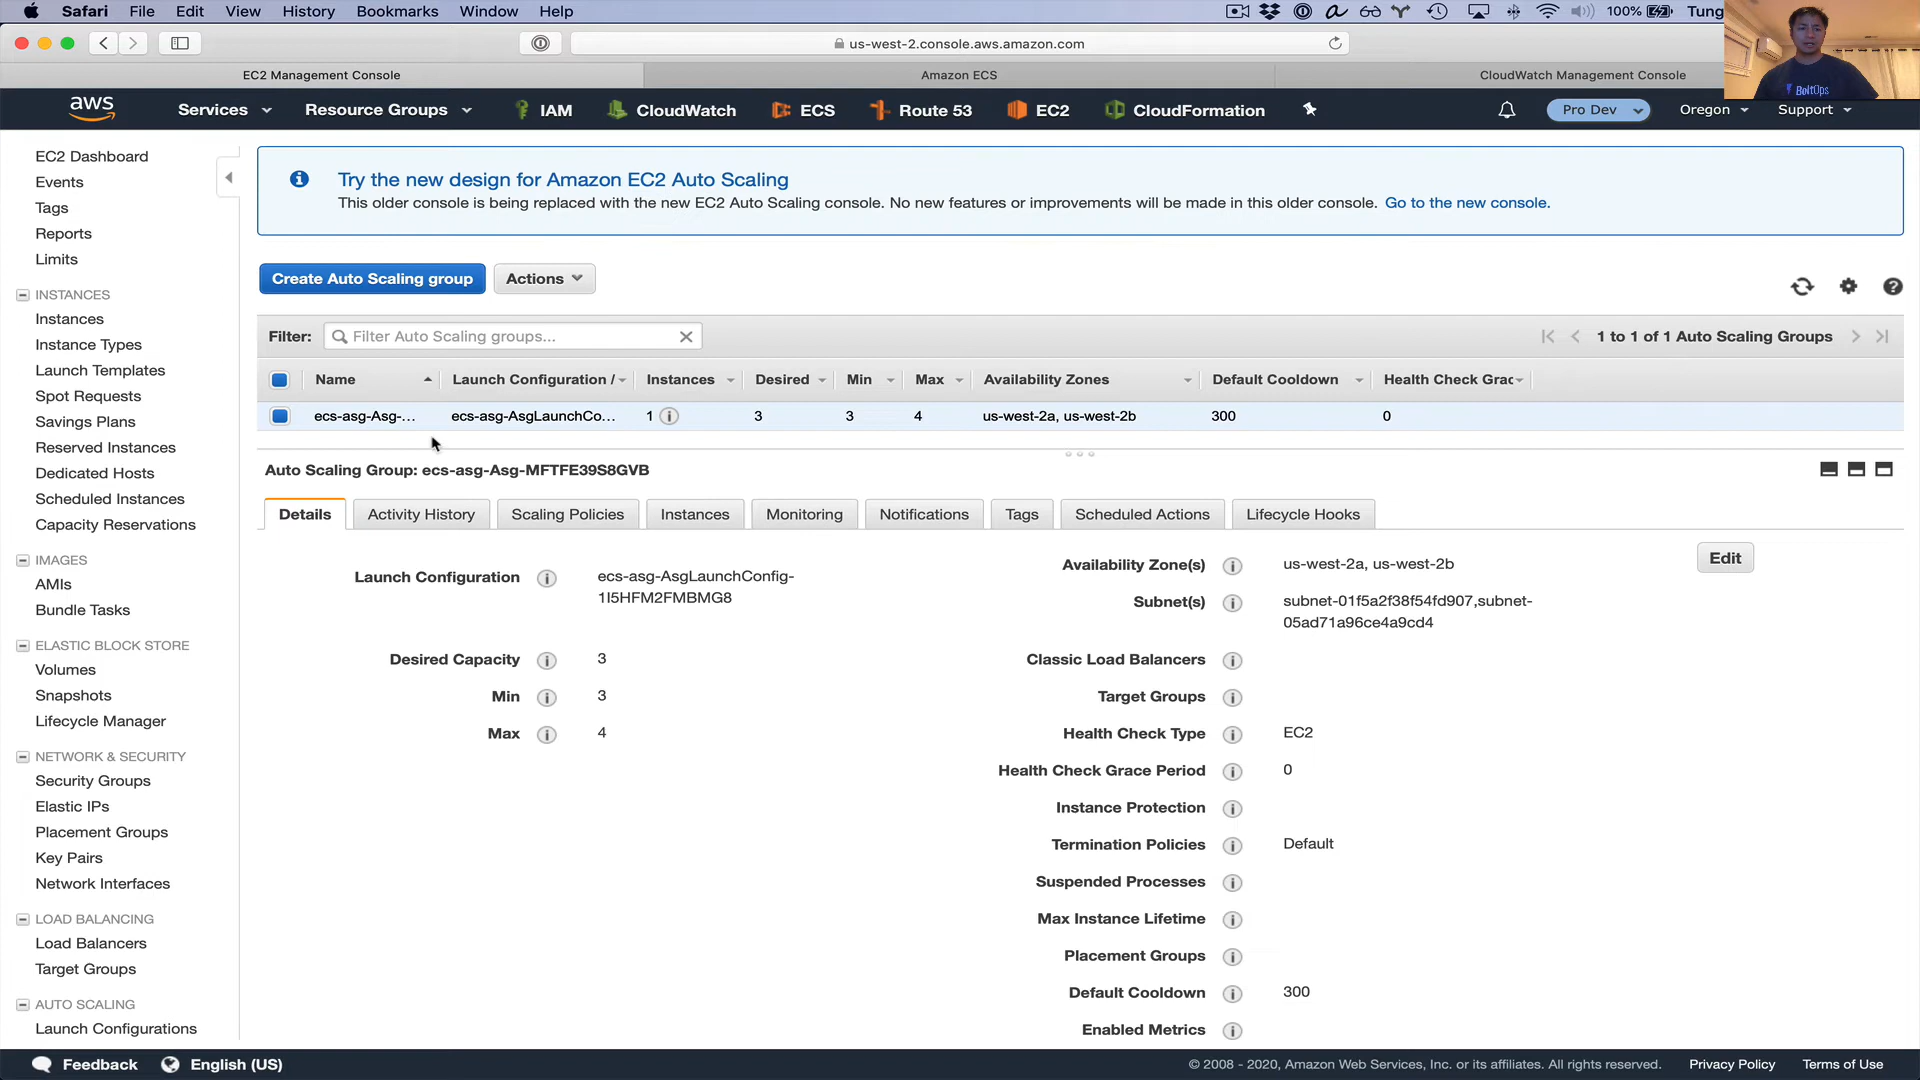 Safari File Edit View History Bookmarks Window Help 100% Tung
us-west-2.console.aws.amazon.com
EC2 Management Console Amazon ECS CloudWatch Management Console
BoltOps
aws Services Resource Groups IAM CloudWatch ECS Route 53 EC2 CloudFormation Pro Dev Oregon Support
EC2 Dashboard
Events
Tags
Reports
Limits
INSTANCES
Instances
Instance Types
Launch Templates
Spot Requests
Savings Plans
Reserved Instances
Dedicated Hosts
Scheduled Instances
Capacity Reservations
IMAGES
AMIs
Bundle Tasks
ELASTIC BLOCK STORE
Volumes
Snapshots
Lifecycle Manager
NETWORK & SECURITY
Security Groups
Elastic IPs
Placement Groups
Key Pairs
Network Interfaces
LOAD BALANCING
Load Balancers
Target Groups
AUTO SCALING
Launch Configurations
Try the new design for Amazon EC2 Auto Scaling
This older console is being replaced with the new EC2 Auto Scaling console. No new features or improvements will be made in this older console. Go to the new console.
Create Auto Scaling group Actions
Filter: Filter Auto Scaling groups... 1 to 1 of 1 Auto Scaling Groups
Name Launch Configuration / Instances Desired Min Max Availability Zones Default Cooldown Health Check Grac
ecs-asg-Asg-... ecs-asg-AsgLaunchCo... 1 3 3 4 us-west-2a, us-west-2b 300 0
Auto Scaling Group: ecs-asg-Asg-MFTFE39S8GVB
Details Activity History Scaling Policies Instances Monitoring Notifications Tags Scheduled Actions Lifecycle Hooks
Launch Configuration ecs-asg-AsgLaunchConfig-
1I5HFM2FMBMG8
Desired Capacity 3
Min 3
Max 4
Edit
Availability Zone(s) us-west-2a, us-west-2b
Subnet(s) subnet-01f5a2f38f54fd907,subnet-
05ad71a96ce4a9cd4
Classic Load Balancers
Target Groups
Health Check Type EC2
Health Check Grace Period 0
Instance Protection
Termination Policies Default
Suspended Processes
Max Instance Lifetime
Placement Groups
Default Cooldown 300
Enabled Metrics
Feedback English (US) © 2008 - 2020, Amazon Web Services, Inc. or its affiliates. All rights reserved. Privacy Policy Terms of Use